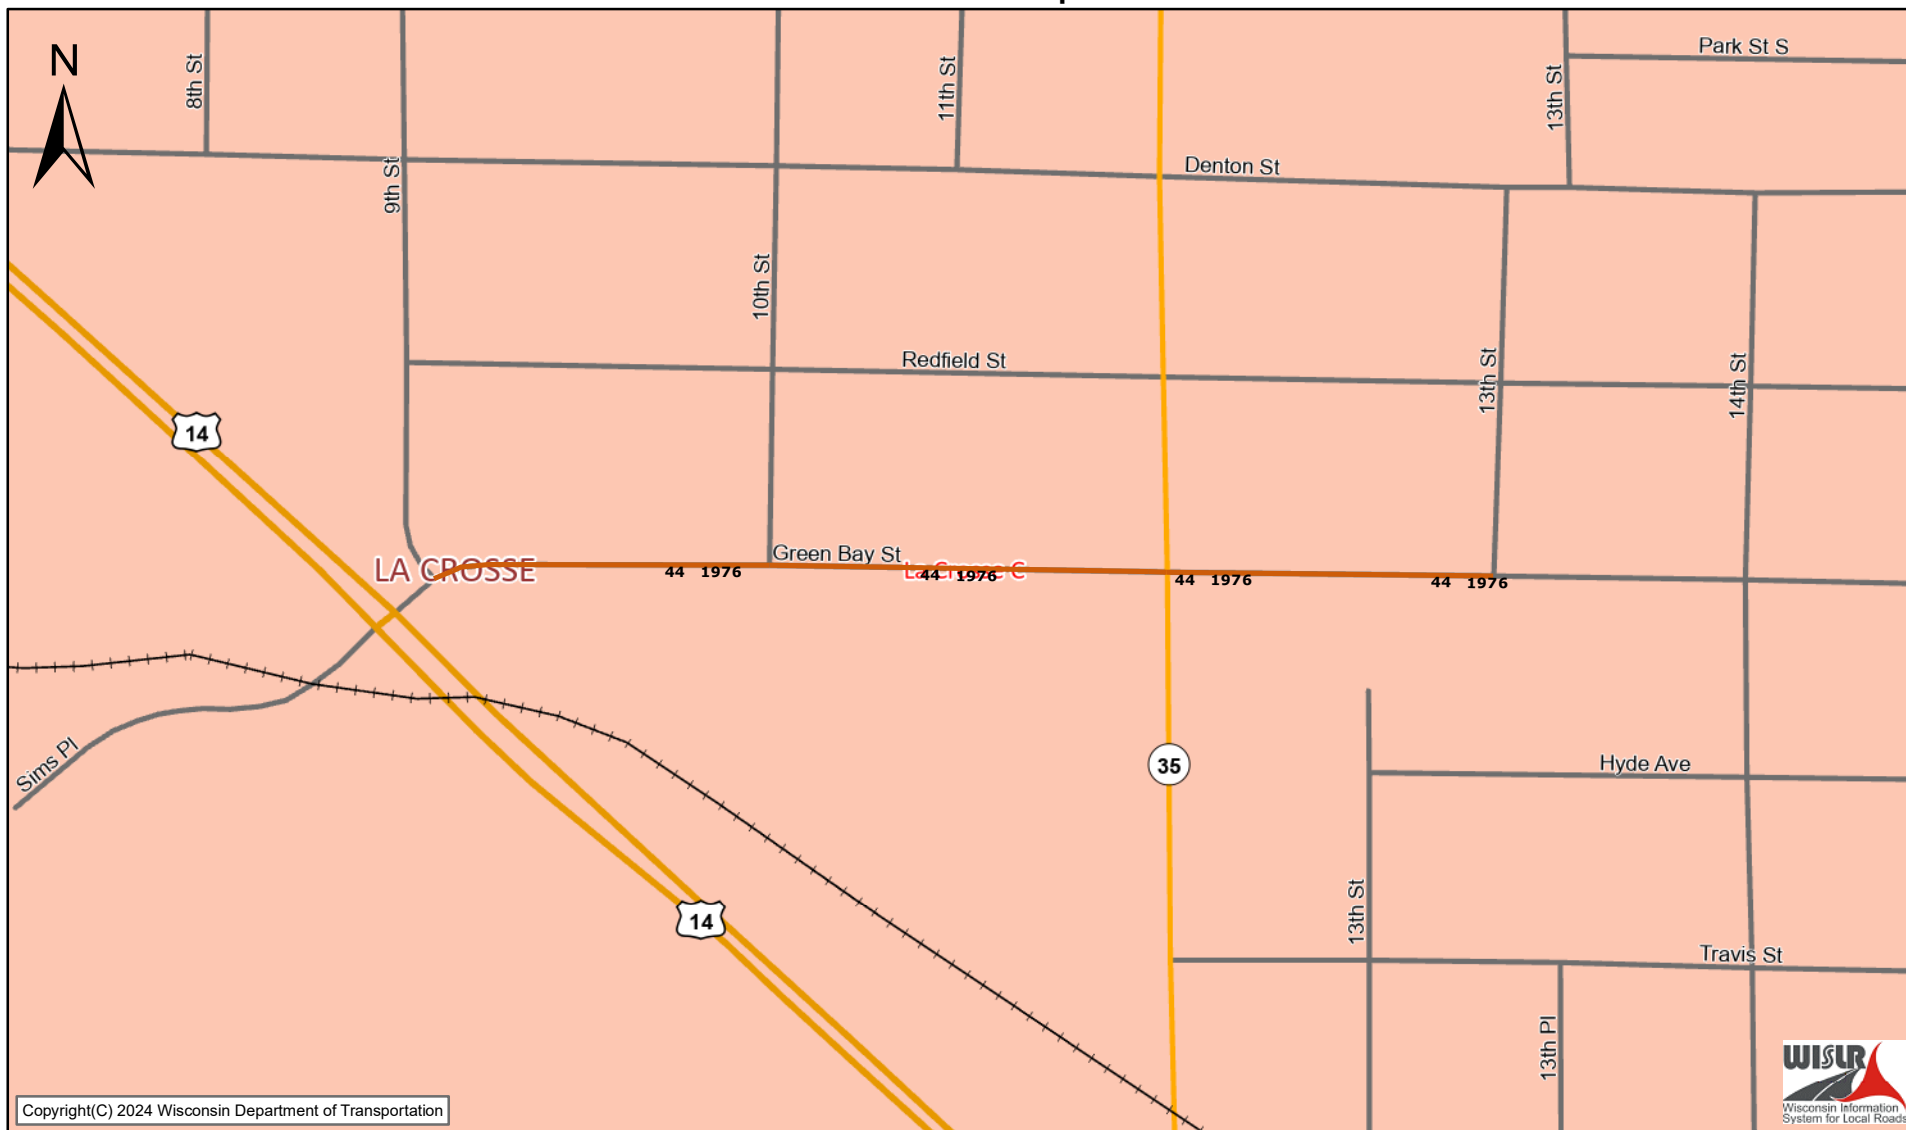 N
8th St
11th St
13th St
Park St S
9th St
Denton St
10th St
Redfield St
13th St
14th St
14
LA CROSSE
Green Bay St
La Crosse C
44 1976
44 1976
44 1976
44 1976
Sims Pl
35
Hyde Ave
13th St
14
Travis St
13th Pl
WISLR
Wisconsin Information
System for Local Roads
Copyright(C) 2024 Wisconsin Department of Transportation